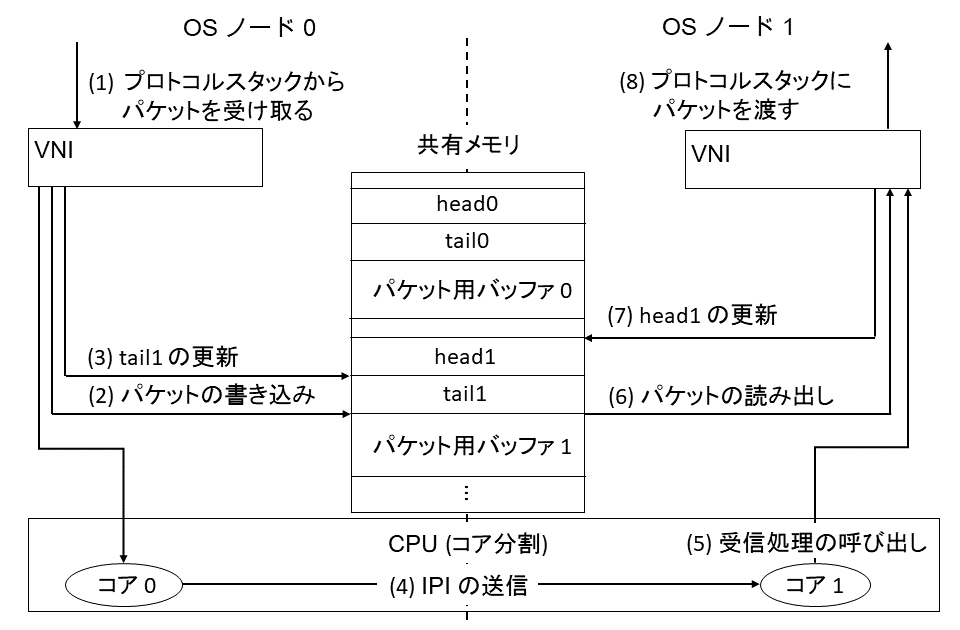 OS ノード 0
OS ノード 1
(1) プロトコルスタックから
パケットを受け取る
(8) プロトコルスタックに
パケットを渡す
VNI
共有メモリ
VNI
head0
tail0
パケット用バッファ 0
(7) head1 の更新
(3) tail1 の更新
head1
(2) パケットの書き込み
tail1
(6) パケットの読み出し
パケット用バッファ 1
⋮
CPU (コア分割)
(5) 受信処理の呼び出し
コア 0
(4) IPI の送信
コア 1